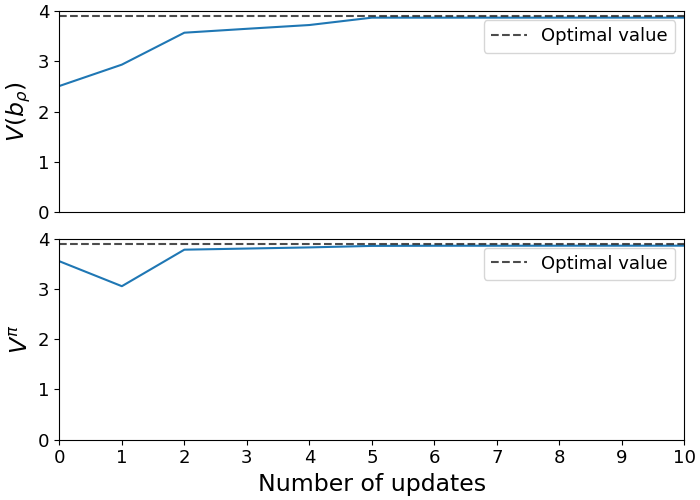 4
3
2
1
0
V(b_ρ)
Optimal value
4
3
2
1
0
V^π
Optimal value
0 1 2 3 4 5 6 7 8 9 10
Number of updates